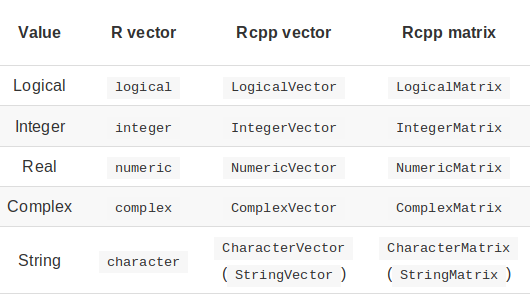 Value R vector Rcpp vector Rcpp matrix
Logical logical LogicalVector LogicalMatrix
Integer integer IntegerVector IntegerMatrix
Real numeric NumericVector NumericMatrix
Complex complex ComplexVector ComplexMatrix
String character CharacterVector CharacterMatrix
( StringVector ) ( StringMatrix )